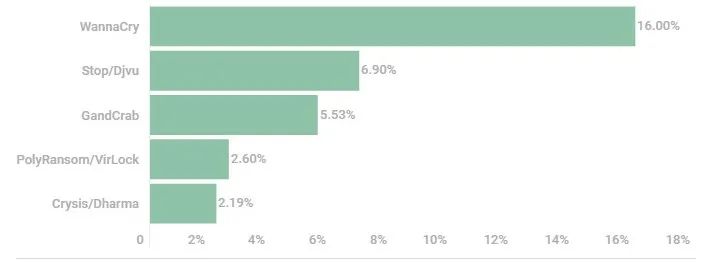 WannaCry 16.00%
Stop/Djvu 6.90%
GandCrab 5.53%
PolyRansom/VirLock 2.60%
Crysis/Dharma 2.19%
0 2% 4% 6% 8% 10% 12% 14% 16% 18%